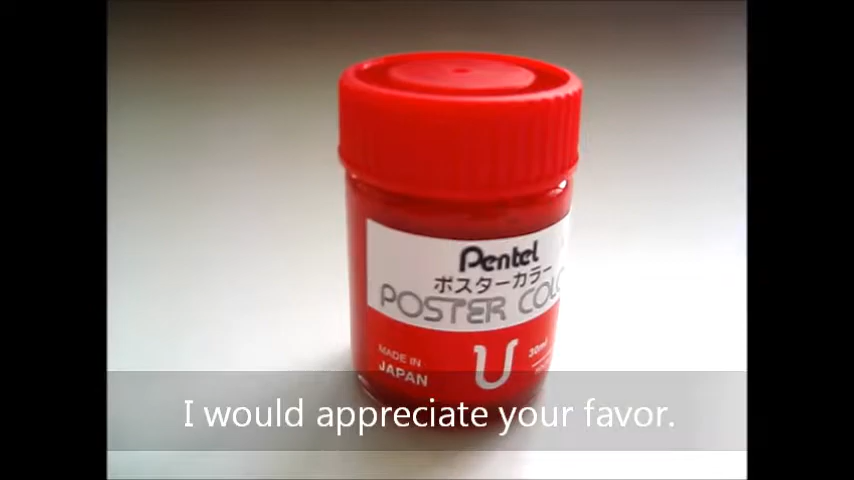 Pentel
ポスターカラー
POSTER COLO
MADE IN
JAPAN
U
30ml
I would appreciate your favor.